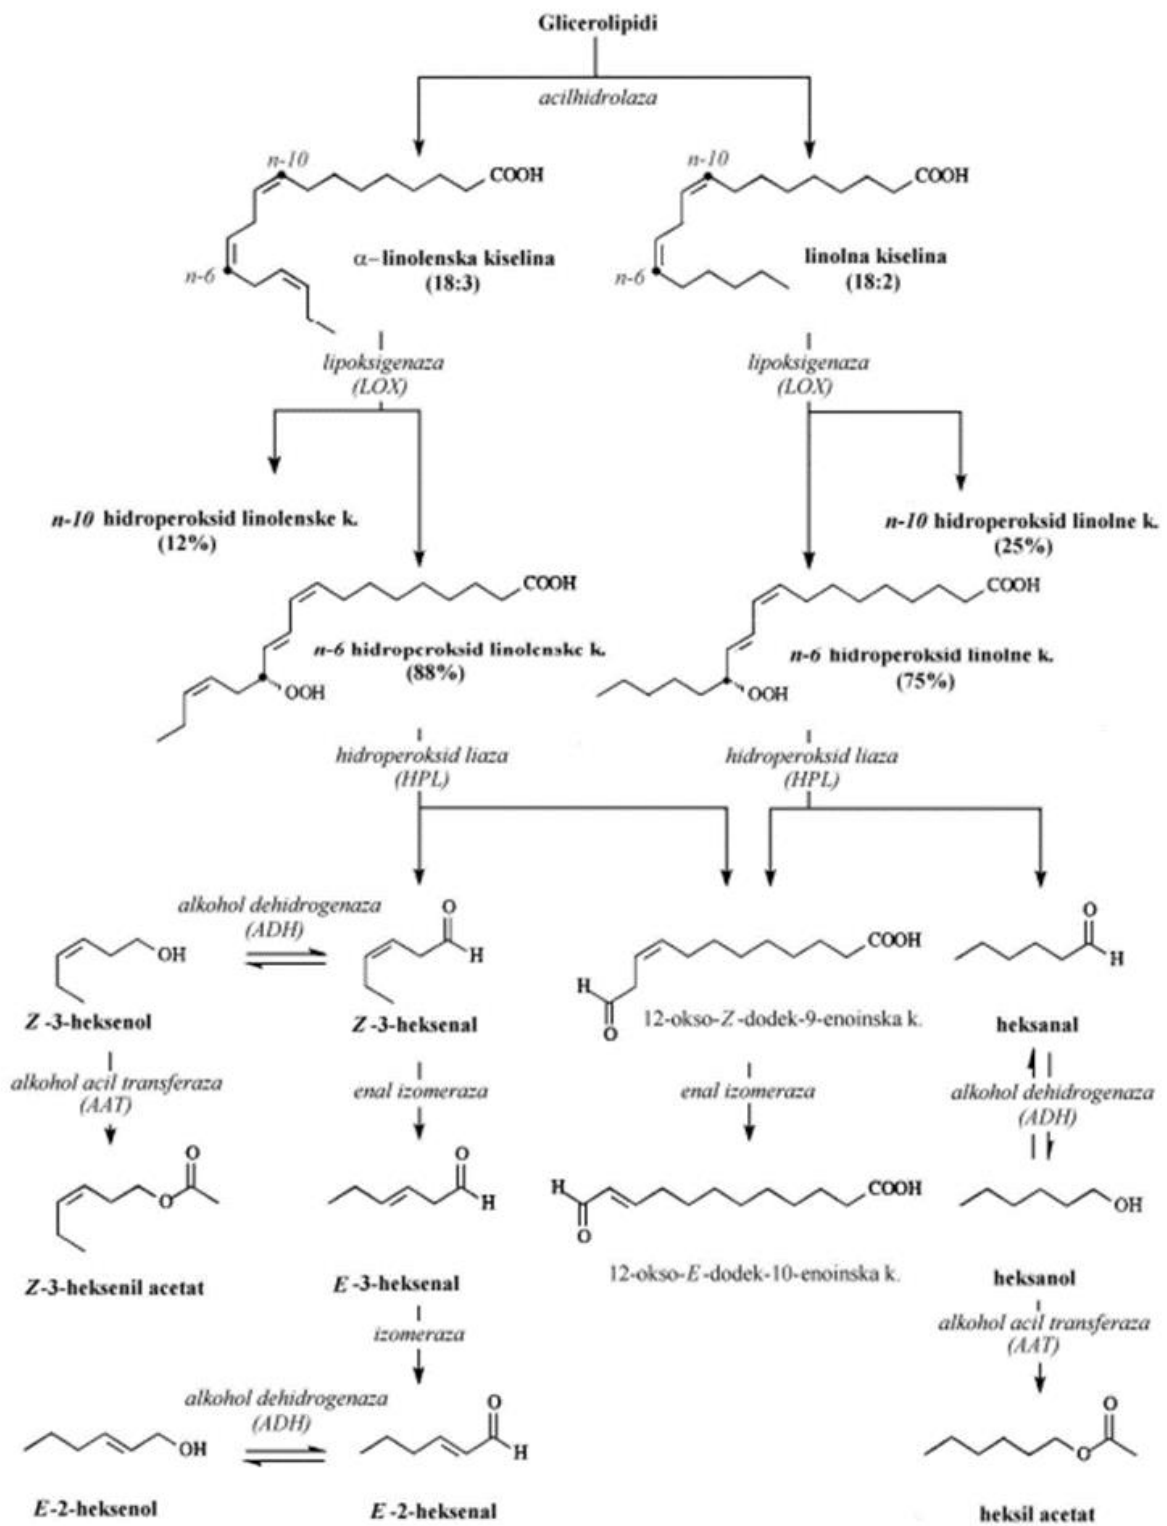 Glicerolipidi
acilhidrolaza
n-10
COOH
n-6
α–linolenska kiselina
(18:3)
n-10
COOH
n-6
linolna kiselina
(18:2)
lipoksigenaza
(LOX)
lipoksigenaza
(LOX)
n-10 hidroperoksid linolenske k.
(12%)
n-10 hidroperoksid linolne k.
(25%)
COOH
n-6 hidroperoksid linolenske k.
(88%)
OOH
COOH
n-6 hidroperoksid linolne k.
(75%)
OOH
hidroperoksid liaza
(HPL)
hidroperoksid liaza
(HPL)
alkohol dehidrogenaza
(ADH)
OH
Z-3-heksenol
O
H
Z-3-heksenal
COOH
H
O
12-okso-Z-dodek-9-enoinska k.
O
H
heksanal
alkohol acil transferaza
(AAT)
enal izomeraza
enal izomeraza
alkohol dehidrogenaza
(ADH)
O
O
Z-3-heksenil acetat
O
H
E-3-heksenal
H
O
COOH
12-okso-E-dodek-10-enoinska k.
OH
heksanol
izomeraza
alkohol acil transferaza
(AAT)
alkohol dehidrogenaza
(ADH)
OH
E-2-heksenol
O
H
E-2-heksenal
O
O
heksil acetat